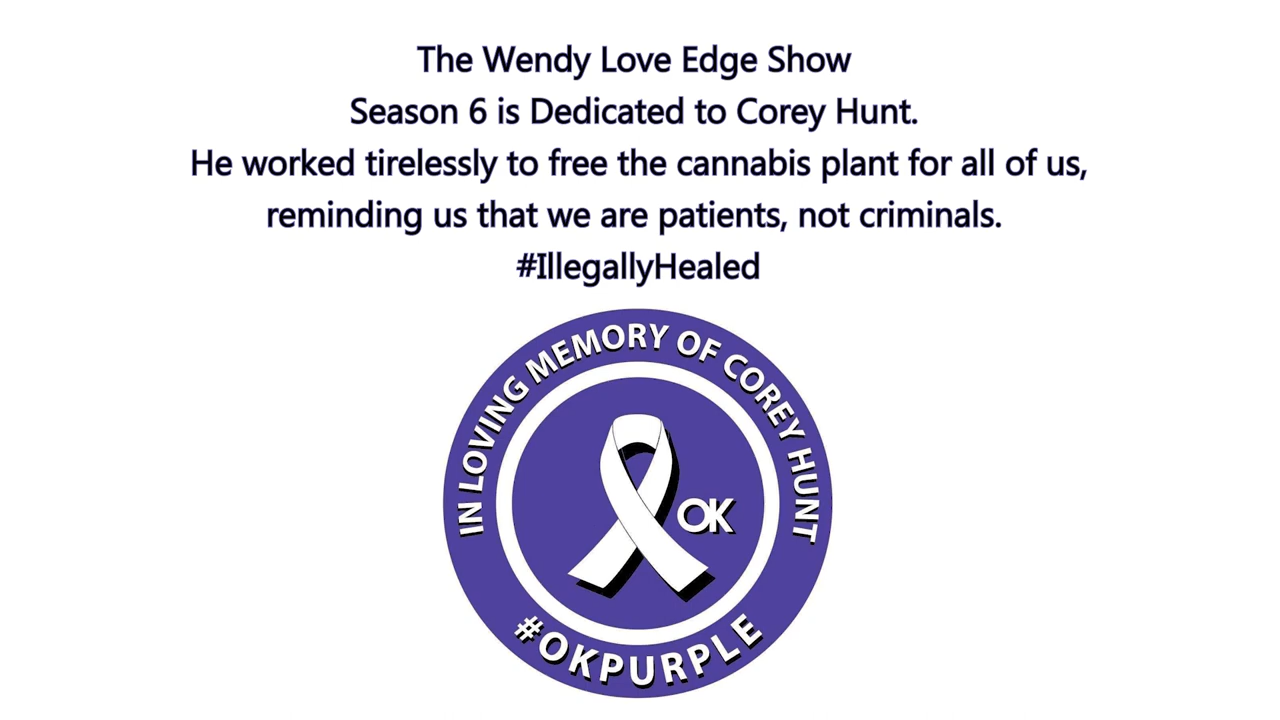 The Wendy Love Edge Show
Season 6 is Dedicated to Corey Hunt.
He worked tirelessly to free the cannabis plant for all of us,
reminding us that we are patients, not criminals.
#IllegallyHealed
IN LOVING MEMORY OF COREY HUNT
OK
#OKPURPLE